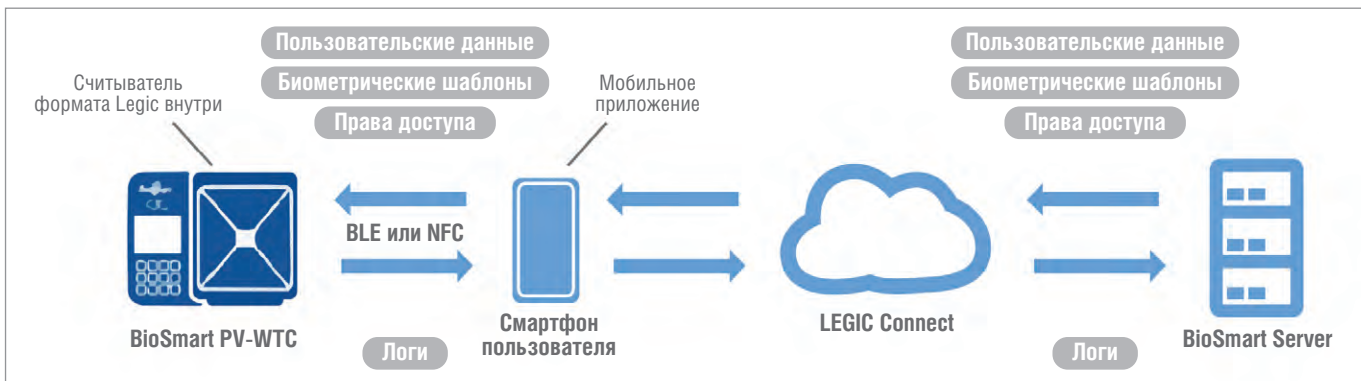 Пользовательские данные
Биометрические шаблоны
Права доступа
Пользовательские данные
Биометрические шаблоны
Права доступа
Считыватель
формата Legic внутри
Мобильное
приложение
BLE или NFC
BioSmart PV-WTC
Смартфон
пользователя
LEGIC Connect
BioSmart Server
Логи
Логи